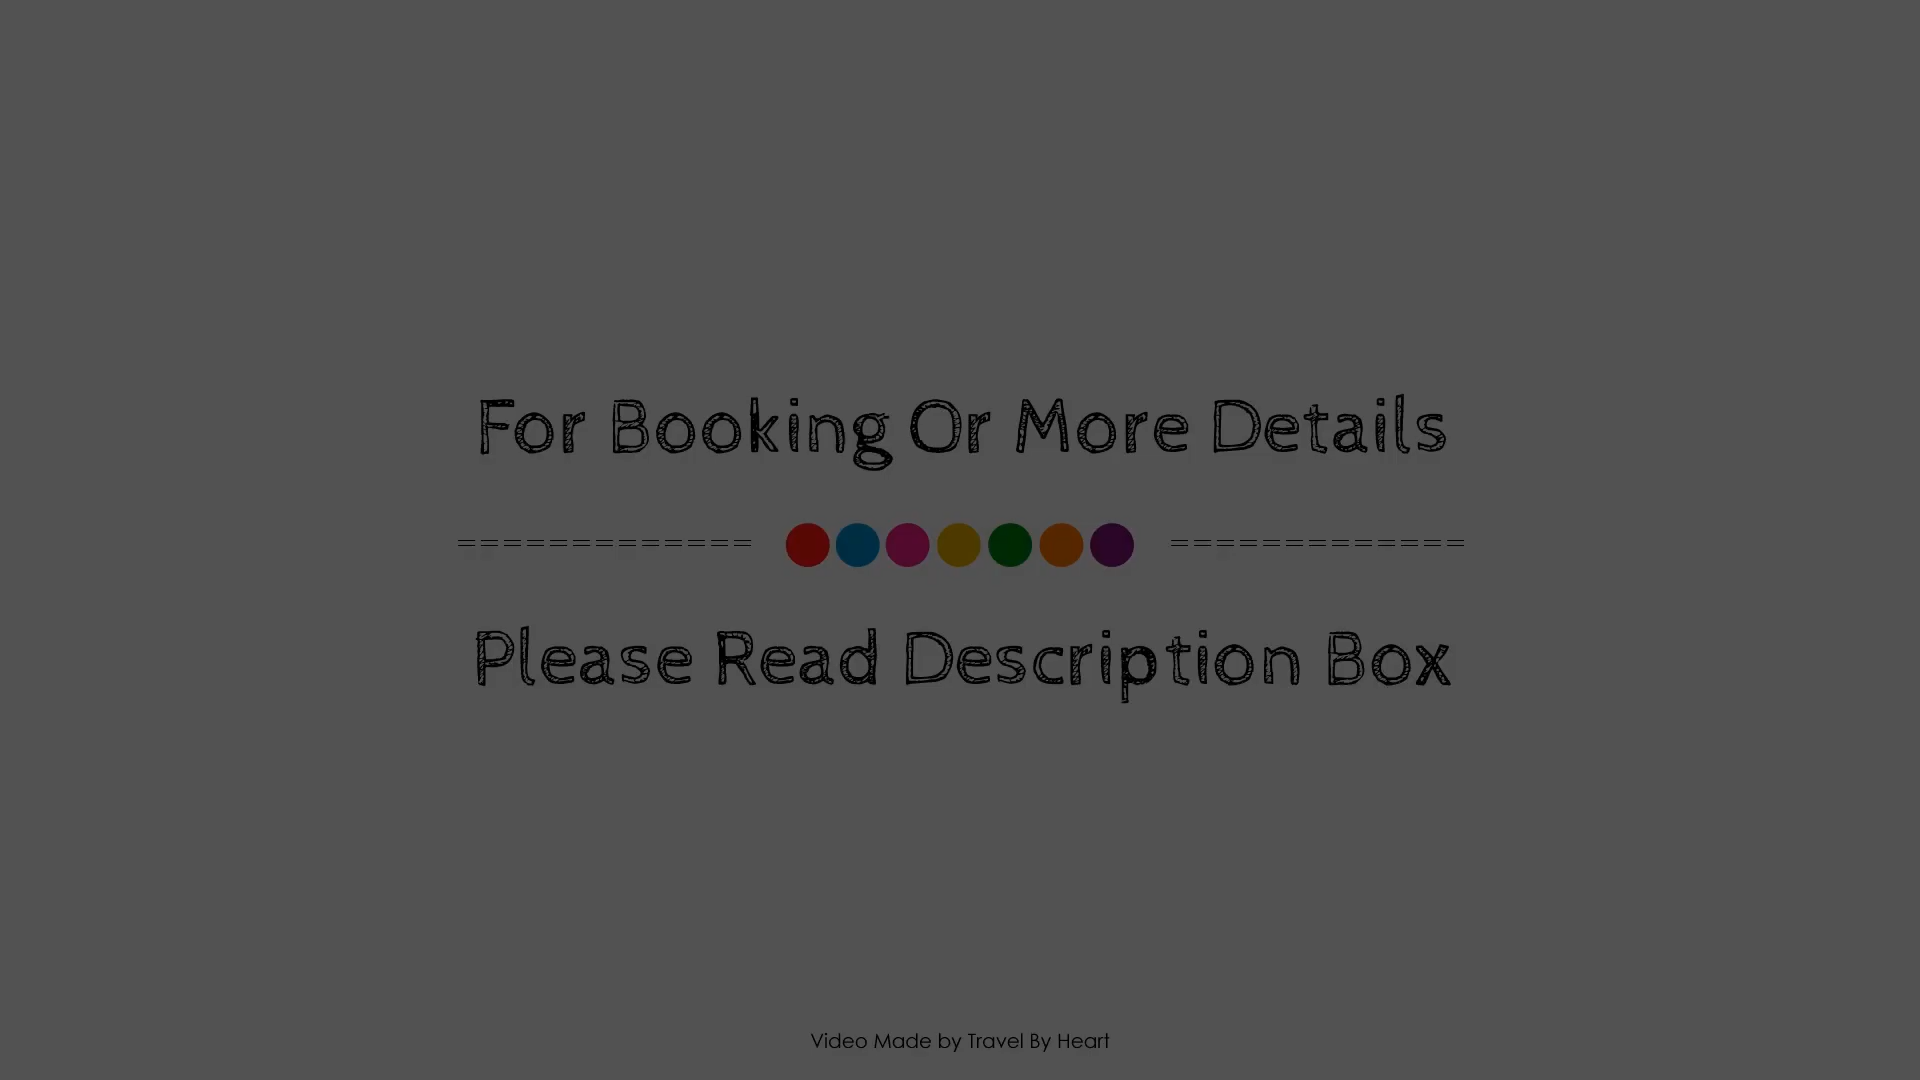 For Booking Or More Details
============= =============
Please Read Description Box
Video Made by Travel By Heart